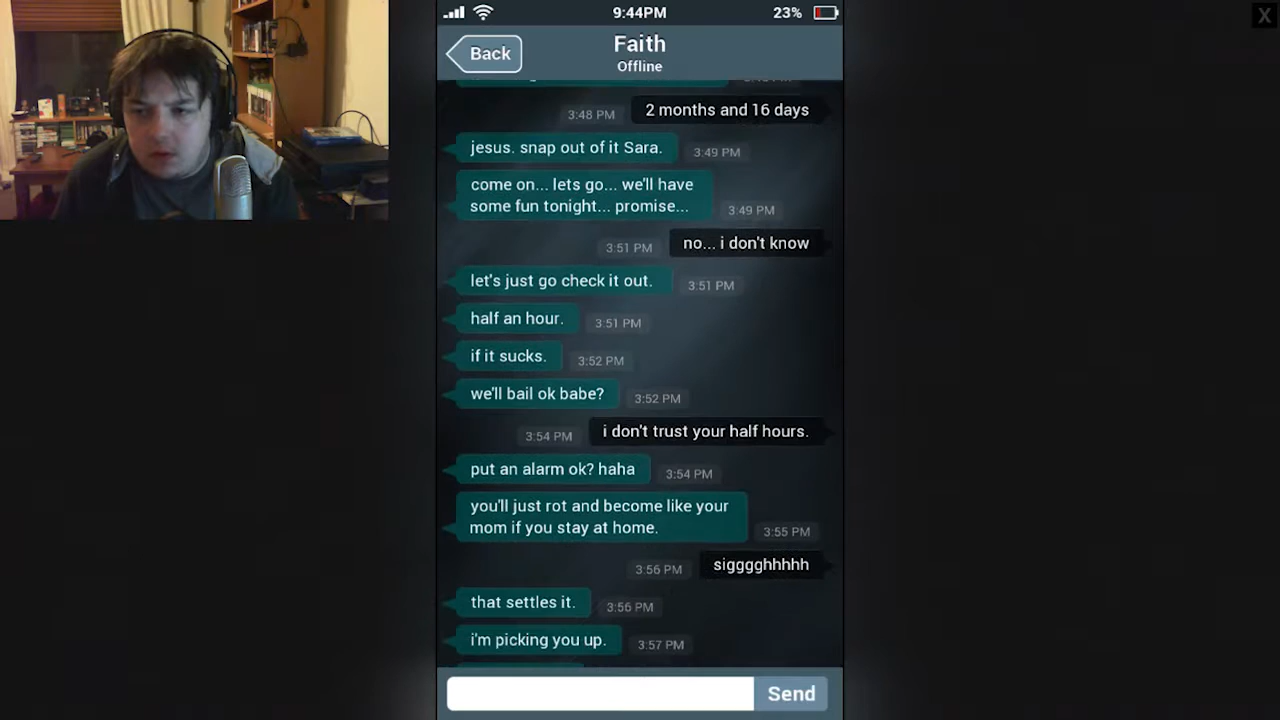 9:44PM
23%
X
Back
Faith
Offline
3:48 PM
2 months and 16 days
jesus. snap out of it Sara.
3:49 PM
come on... lets go... we'll have
some fun tonight... promise...
3:49 PM
3:51 PM
no... i don't know
let's just go check it out.
3:51 PM
half an hour.
3:51 PM
if it sucks.
3:52 PM
we'll bail ok babe?
3:52 PM
3:54 PM
i don't trust your half hours.
put an alarm ok? haha
3:54 PM
you'll just rot and become like your
mom if you stay at home.
3:55 PM
3:56 PM
sigggghhhhh
that settles it.
3:56 PM
i'm picking you up.
3:57 PM
Send